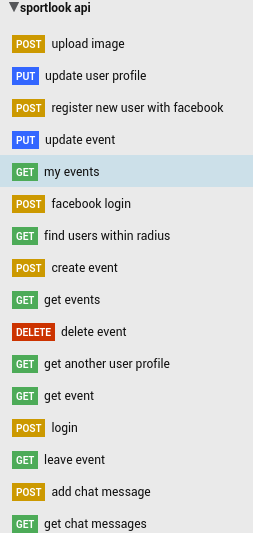 sportlook api
POST upload image
PUT update user profile
POST register new user with facebook
PUT update event
GET my events
POST facebook login
GET find users within radius
POST create event
GET get events
DELETE delete event
GET get another user profile
GET get event
POST login
GET leave event
POST add chat message
GET get chat messages